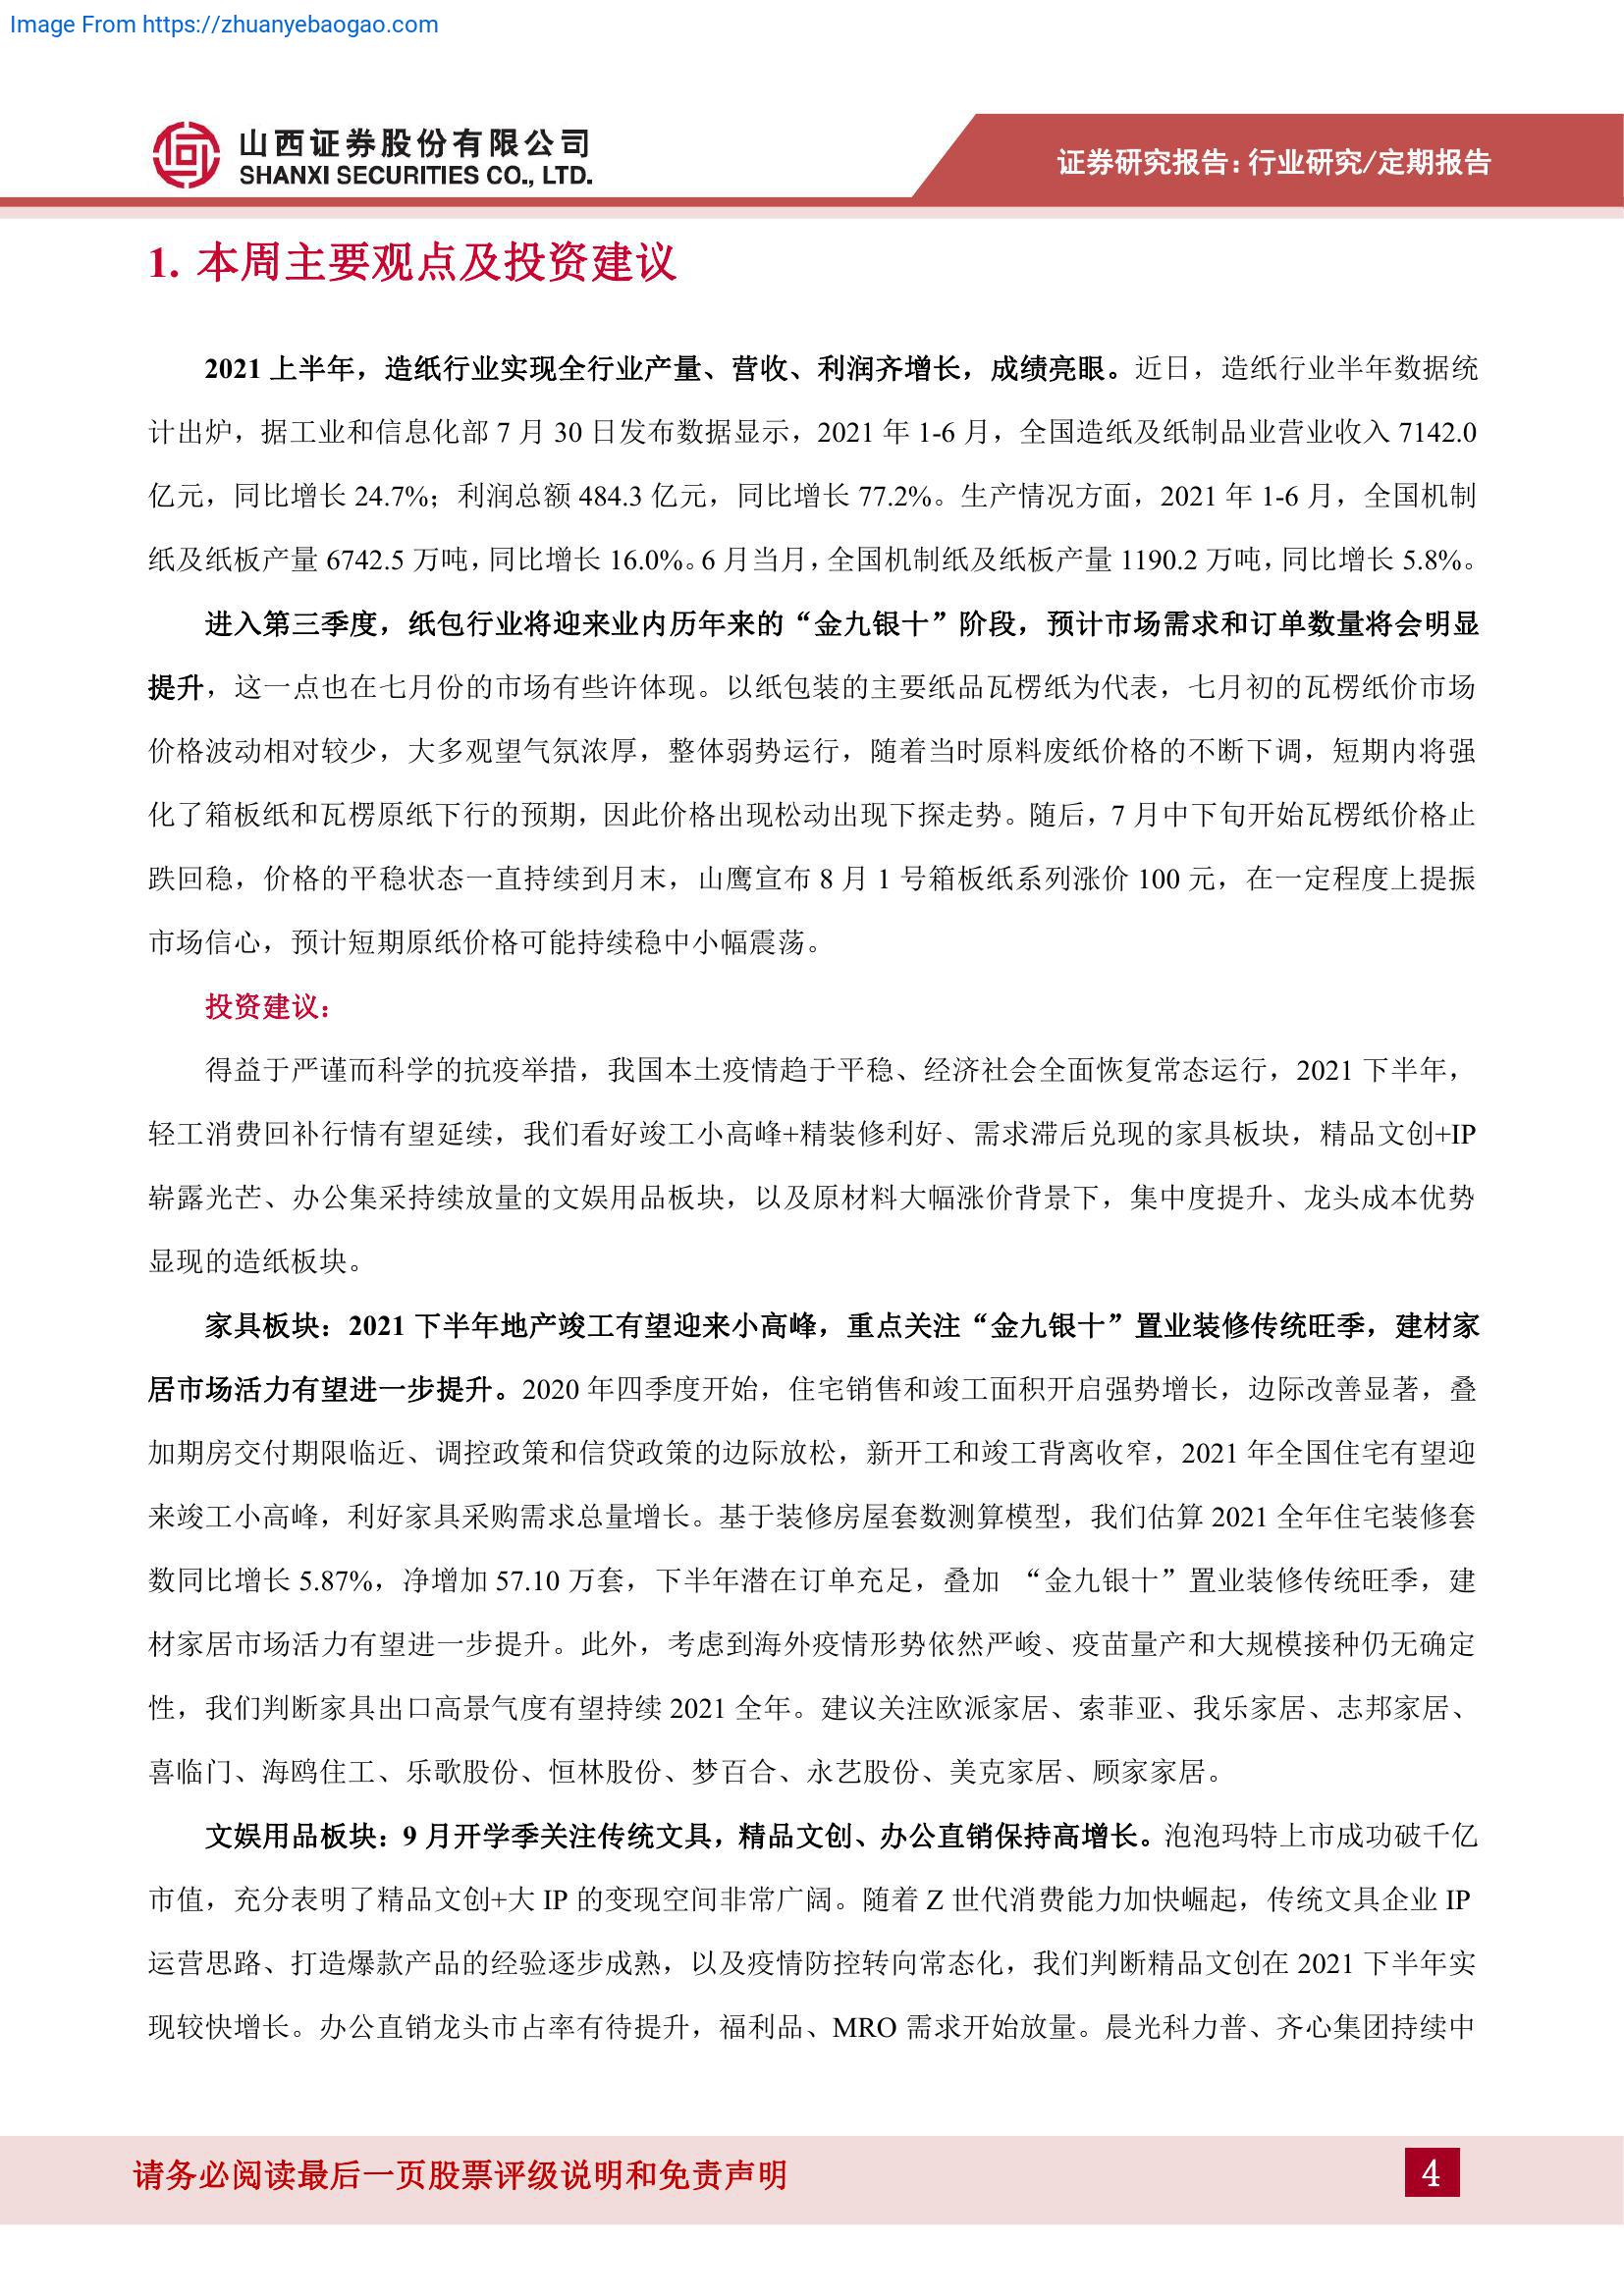 Image From https://zhuanyebaogao.com
山西证券股份有限公司
SHANXI SECURITIES CO., LTD.
证券研究报告：行业研究/定期报告
1. 本周主要观点及投资建议
2021 上半年，造纸行业实现全行业产量、营收、利润齐增长，成绩亮眼。近日，造纸行业半年数据统
计出炉，据工业和信息化部 7 月 30 日发布数据显示，2021 年 1-6 月，全国造纸及纸制品业营业收入 7142.0
亿元，同比增长 24.7%；利润总额 484.3 亿元，同比增长 77.2%。生产情况方面，2021 年 1-6 月，全国机制
纸及纸板产量 6742.5 万吨，同比增长 16.0%。6 月当月，全国机制纸及纸板产量 1190.2 万吨，同比增长 5.8%。
进入第三季度，纸包行业将迎来业内历年来的“金九银十”阶段，预计市场需求和订单数量将会明显
提升，这一点也在七月份的市场有些许体现。以纸包装的主要纸品瓦楞纸为代表，七月初的瓦楞纸价市场
价格波动相对较少，大多观望气氛浓厚，整体弱势运行，随着当时原料废纸价格的不断下调，短期内将强
化了箱板纸和瓦楞原纸下行的预期，因此价格出现松动出现下探走势。随后，7 月中下旬开始瓦楞纸价格止
跌回稳，价格的平稳状态一直持续到月末，山鹰宣布 8 月 1 号箱板纸系列涨价 100 元，在一定程度上提振
市场信心，预计短期原纸价格可能持续稳中小幅震荡。
投资建议：
得益于严谨而科学的抗疫举措，我国本土疫情趋于平稳、经济社会全面恢复常态运行，2021 下半年，
轻工消费回补行情有望延续，我们看好竣工小高峰+精装修利好、需求滞后兑现的家具板块，精品文创+IP
崭露光芒、办公集采持续放量的文娱用品板块，以及原材料大幅涨价背景下，集中度提升、龙头成本优势
显现的造纸板块。
家具板块：2021 下半年地产竣工有望迎来小高峰，重点关注“金九银十”置业装修传统旺季，建材家
居市场活力有望进一步提升。2020 年四季度开始，住宅销售和竣工面积开启强势增长，边际改善显著，叠
加期房交付期限临近、调控政策和信贷政策的边际放松，新开工和竣工背离收窄，2021 年全国住宅有望迎
来竣工小高峰，利好家具采购需求总量增长。基于装修房屋套数测算模型，我们估算 2021 全年住宅装修套
数同比增长 5.87%，净增加 57.10 万套，下半年潜在订单充足，叠加 “金九银十”置业装修传统旺季，建
材家居市场活力有望进一步提升。此外，考虑到海外疫情形势依然严峻、疫苗量产和大规模接种仍无确定
性，我们判断家具出口高景气度有望持续 2021 全年。建议关注欧派家居、索菲亚、我乐家居、志邦家居、
喜临门、海鸥住工、乐歌股份、恒林股份、梦百合、永艺股份、美克家居、顾家家居。
文娱用品板块：9 月开学季关注传统文具，精品文创、办公直销保持高增长。泡泡玛特上市成功破千亿
市值，充分表明了精品文创+大 IP 的变现空间非常广阔。随着 Z 世代消费能力加快崛起，传统文具企业 IP
运营思路、打造爆款产品的经验逐步成熟，以及疫情防控转向常态化，我们判断精品文创在 2021 下半年实
现较快增长。办公直销龙头市占率有待提升，福利品、MRO 需求开始放量。晨光科力普、齐心集团持续中
请务必阅读最后一页股票评级说明和免责声明
4